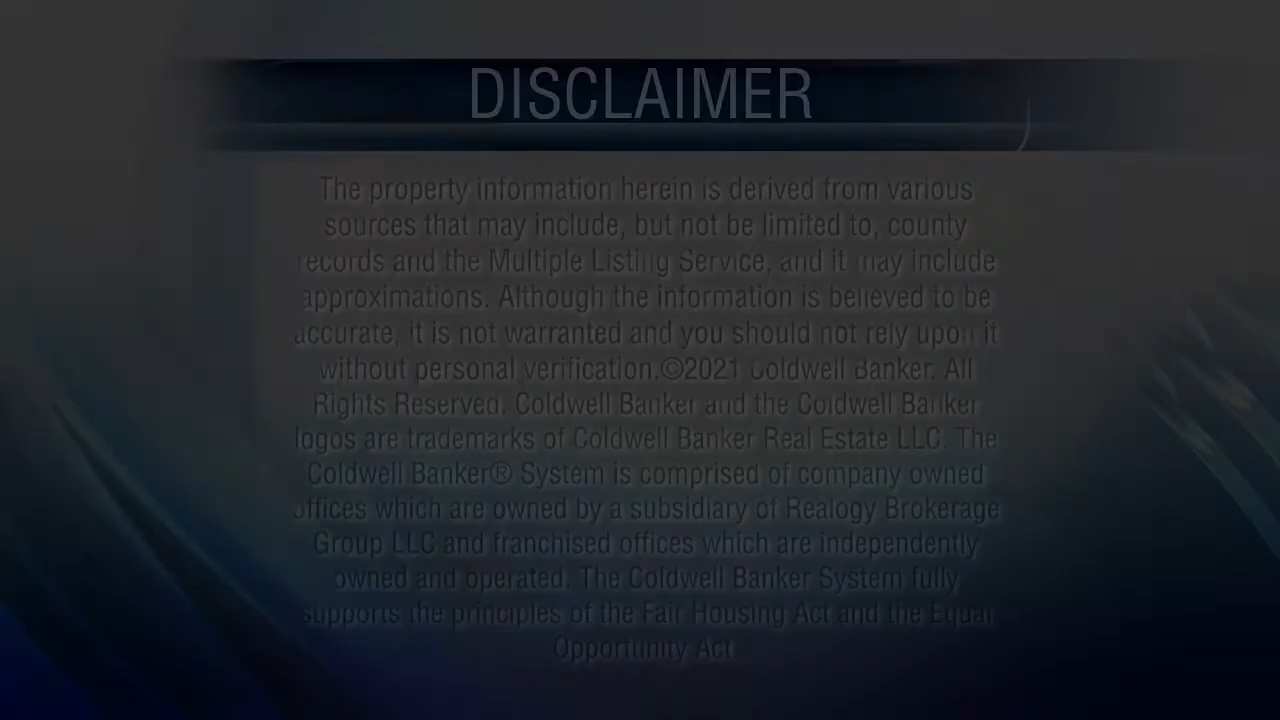 DISCLAIMER
The property information herein is derived from various
sources that may include, but not be limited to, county
records and the Multiple Listing Service, and it may include
approximations. Although the information is believed to be
accurate, it is not warranted and you should not rely upon it
without personal verification.©2021 Coldwell Banker. All
Rights Reserved. Coldwell Banker and the Coldwell Banker
logos are trademarks of Coldwell Banker Real Estate LLC. The
Coldwell Banker® System is comprised of company owned
offices which are owned by a subsidiary of Realogy Brokerage
Group LLC and franchised offices which are independently
owned and operated. The Coldwell Banker System fully
supports the principles of the Fair Housing Act and the Equal
Opportunity Act